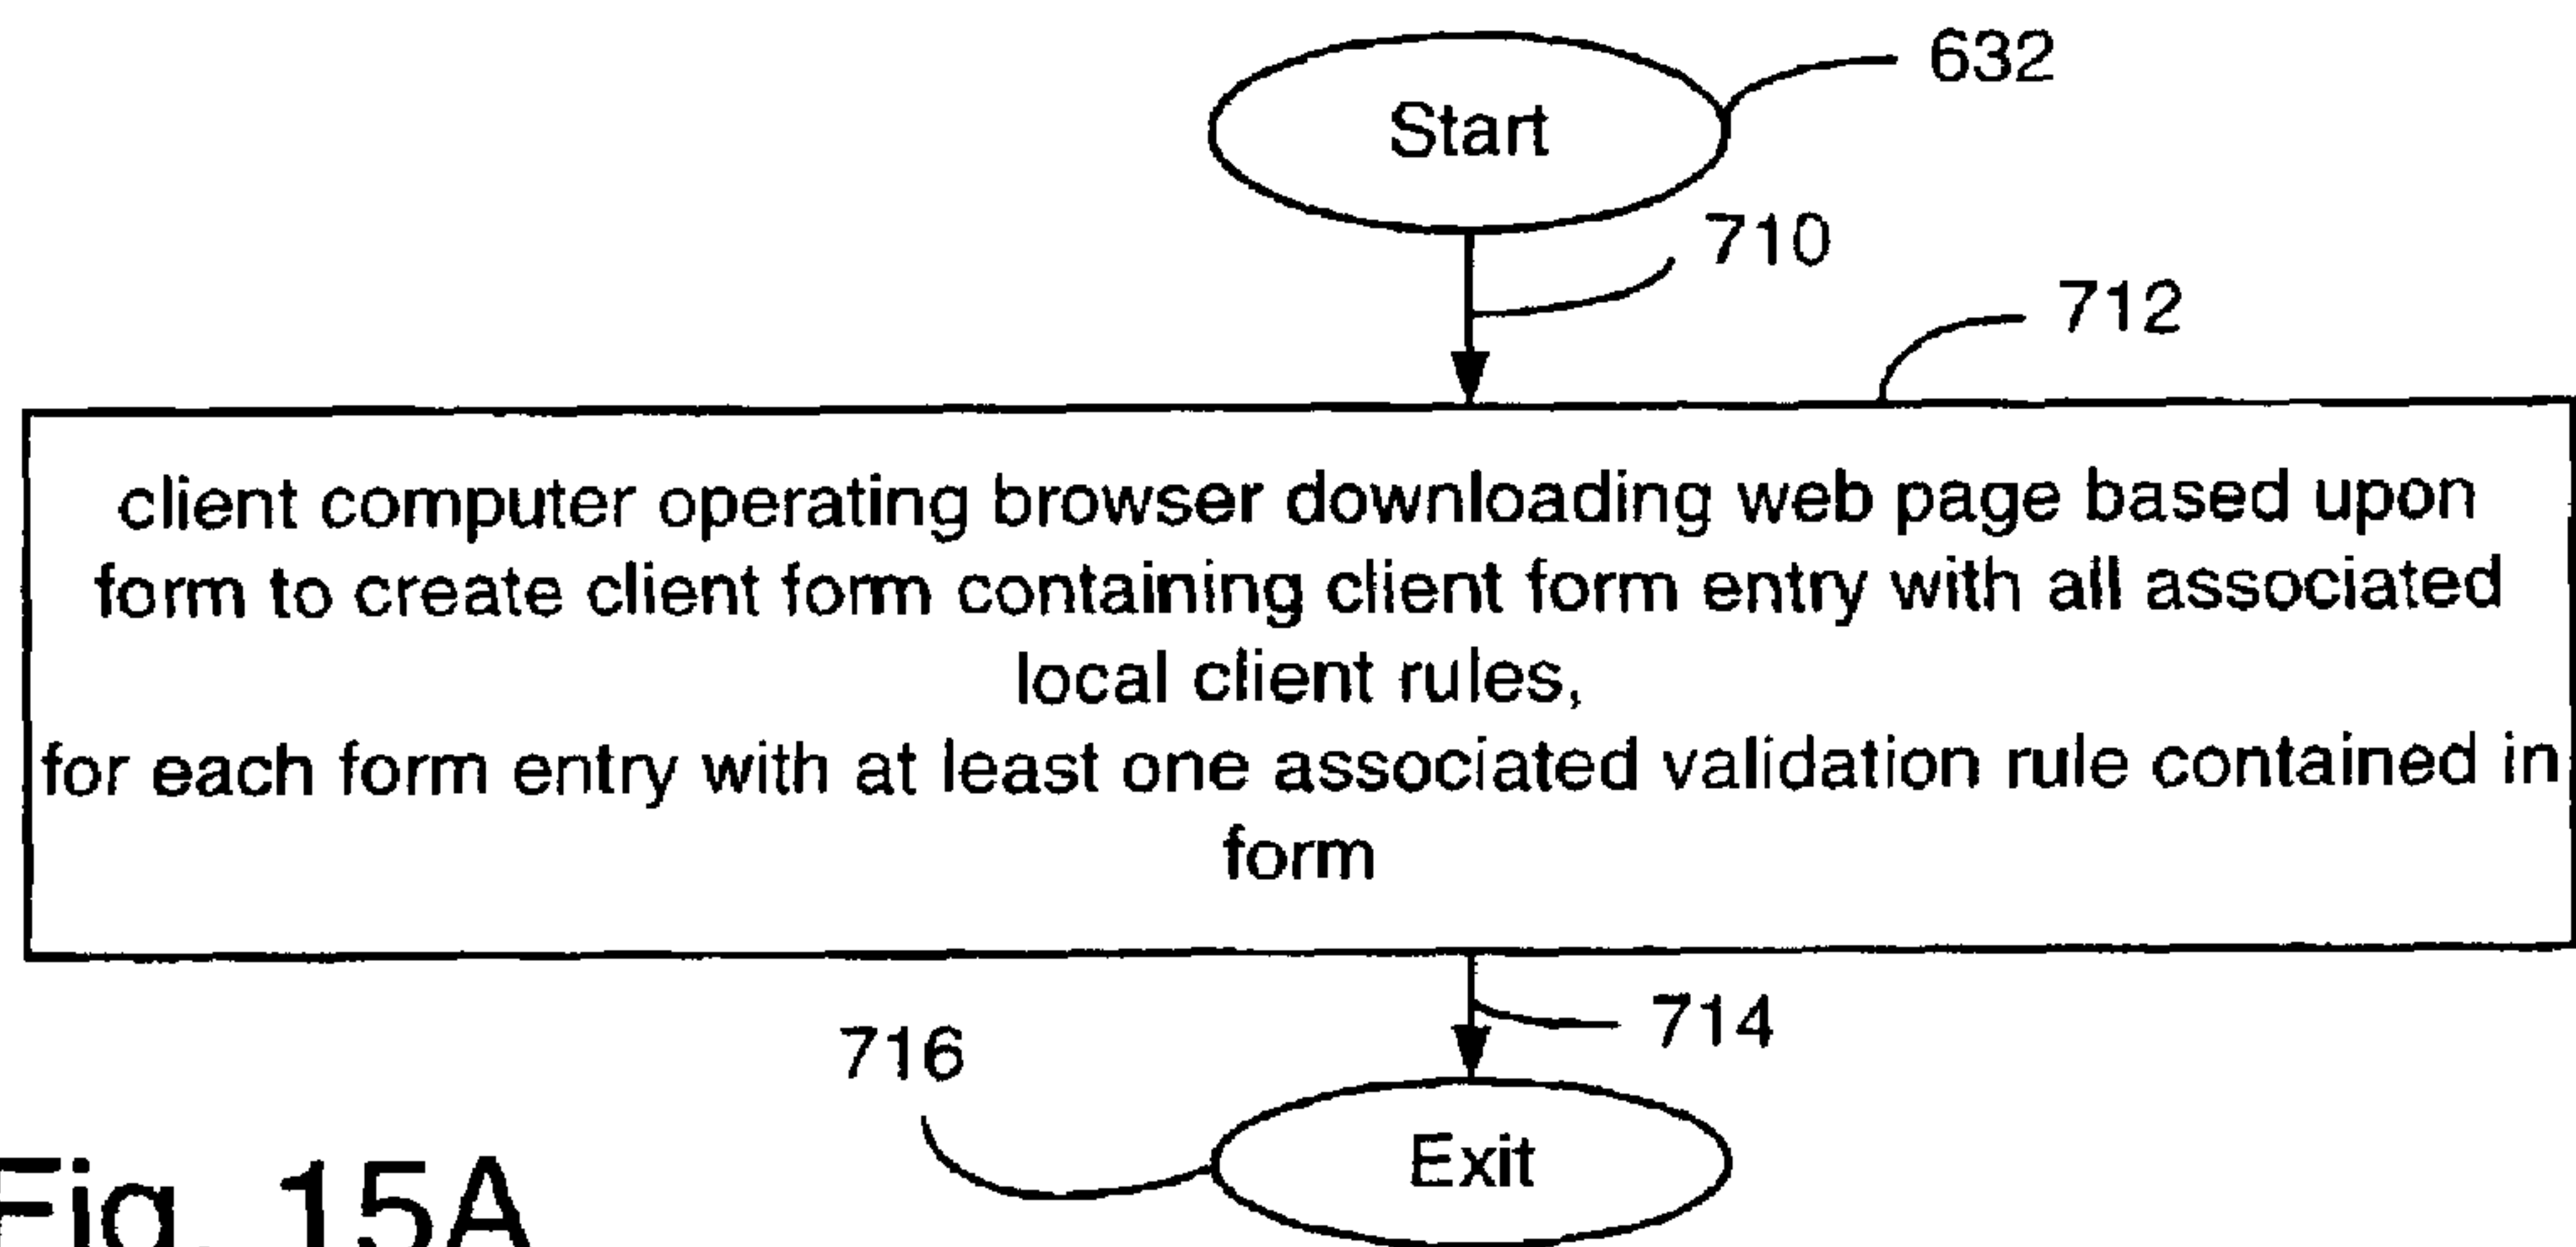 Start
632
710
712
client computer operating browser downloading web page based upon
form to create client form containing client form entry with all associated
local client rules,
for each form entry with at least one associated validation rule contained in
form
714
716
Exit
Fig. 15A